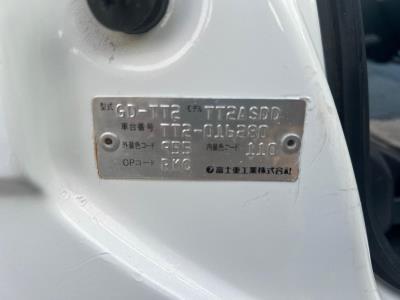 型式 GD-TT2 モデル TT2ASDD
車台番号 TT2-016280
外装色コード 955 内装色コード 110
OPコード RKC
富士重工業株式会社